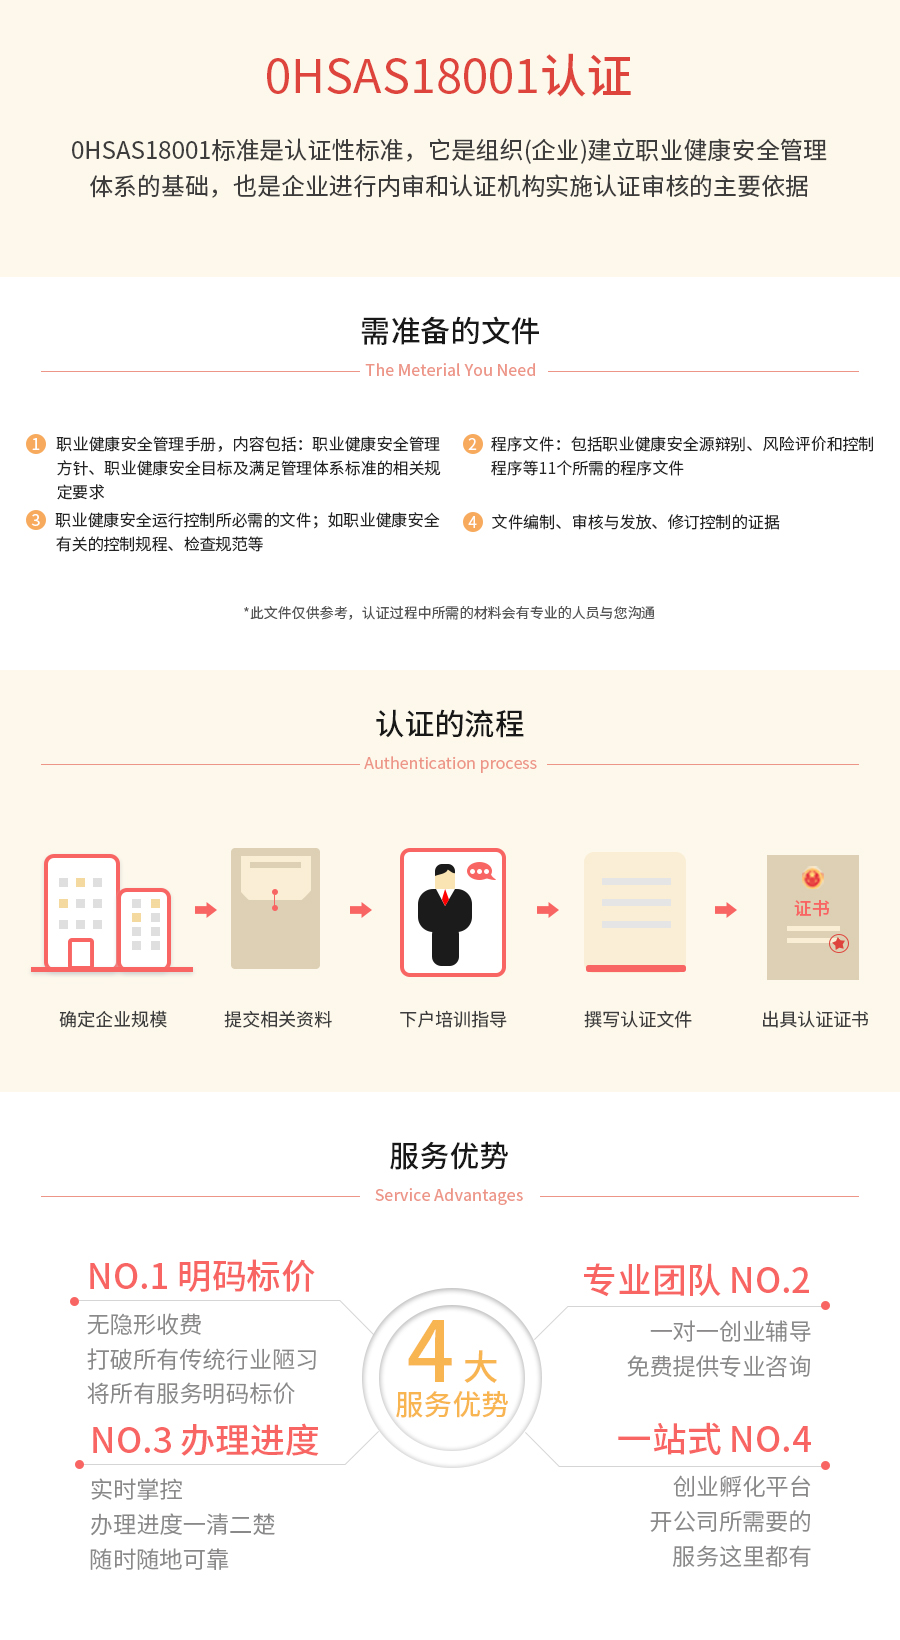 0HSAS18001认证
0HSAS18001标准是认证性标准，它是组织(企业)建立职业健康安全管理
体系的基础，也是企业进行内审和认证机构实施认证审核的主要依据
需准备的文件
The Meterial You Need
1 职业健康安全管理手册，内容包括：职业健康安全管理
方针、职业健康安全目标及满足管理体系标准的相关规
定要求
2 程序文件：包括职业健康安全源辩别、风险评价和控制
程序等11个所需的程序文件
3 职业健康安全运行控制所必需的文件；如职业健康安全
有关的控制规程、检查规范等
4 文件编制、审核与发放、修订控制的证据
*此文件仅供参考，认证过程中所需的材料会有专业的人员与您沟通
认证的流程
Authentication process
证书
确定企业规模
提交相关资料
下户培训指导
撰写认证文件
出具认证证书
服务优势
Service Advantages
NO.1 明码标价
无隐形收费
打破所有传统行业陋习
将所有服务明码标价
专业团队 NO.2
一对一创业辅导
免费提供专业咨询
4 大
服务优势
NO.3 办理进度
实时掌控
办理进度一清二楚
随时随地可靠
一站式 NO.4
创业孵化平台
开公司所需要的
服务这里都有